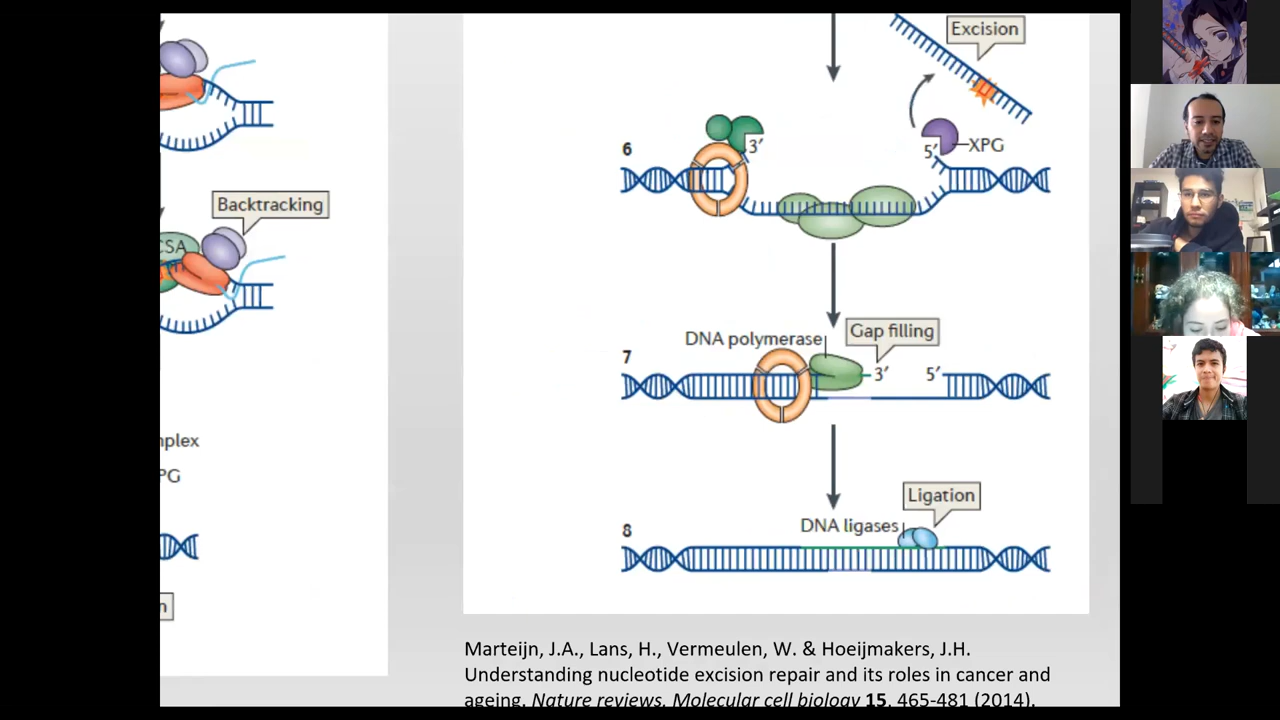 Backtracking
CSA
PG
Excision
6
3′
5′
XPG
DNA polymerase
Gap filling
7
3′
5′
Ligation
DNA ligases
8
Marteijn, J.A., Lans, H., Vermeulen, W. & Hoeijmakers, J.H.
Understanding nucleotide excision repair and its roles in cancer and
ageing. Nature reviews. Molecular cell biology 15, 465-481 (2014).